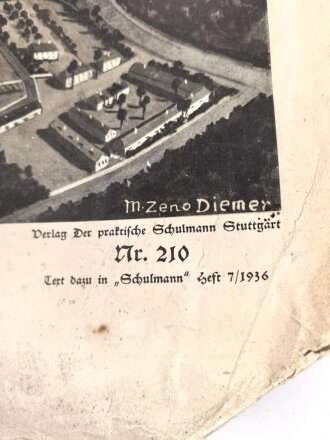 M. Zeno Diemer
Verlag Der praktische Schulmann Stuttgart
Nr. 210
Text dazu in „Schulmann" Heft 7/1936